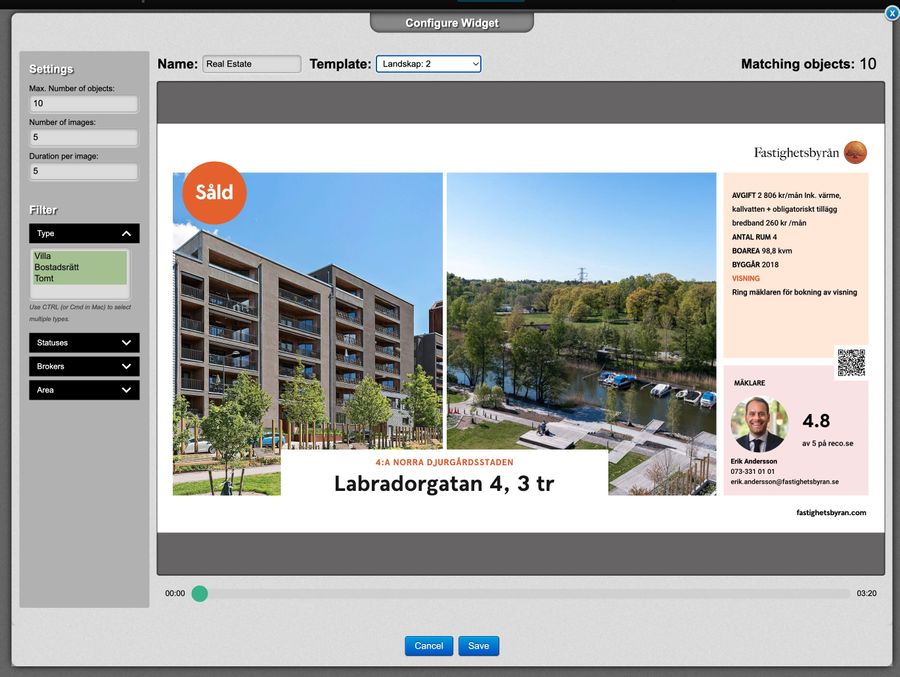 Configure Widget
x
Settings
Max. Number of objects:
10
Number of images:
5
Duration per image:
5
Filter
Type
Villa
Bostadsrätt
Tomt
Use CTRL (or Cmd in Mac) to select
multiple types.
Statuses
Brokers
Area
Name: Real Estate Template: Landskap: 2 Matching objects: 10
Fastighetsbyrån
Såld
AVGIFT 2 806 kr/mån Ink. värme,
kallvatten + obligatoriskt tillägg
bredband 260 kr /mån
ANTAL RUM 4
BOAREA 98,8 kvm
BYGGÅR 2018
VISNING
Ring mäklaren för bokning av visning
MÄKLARE
4.8
av 5 på reco.se
Erik Andersson
073-331 01 01
erik.andersson@fastighetsbyran.se
4:A NORRA DJURGÅRDSSTADEN
Labradorgatan 4, 3 tr
fastighetsbyran.com
00:00 03:20
Cancel Save